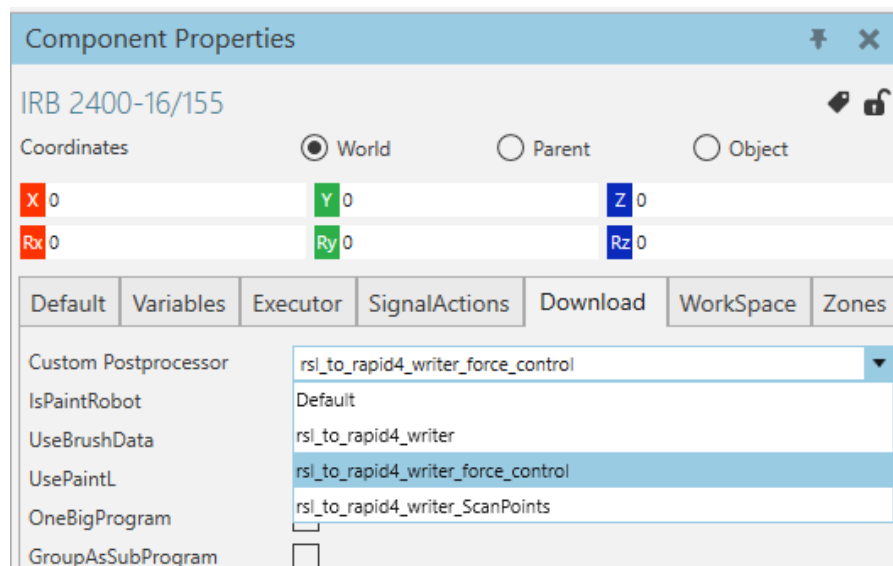 Component Properties
IRB 2400-16/155
Coordinates World Parent Object
X 0 Y 0 Z 0
Rx 0 Ry 0 Rz 0
Default Variables Executor SignalActions Download WorkSpace Zones
Custom Postprocessor rsl_to_rapid4_writer_force_control
IsPaintRobot Default
UseBrushData rsl_to_rapid4_writer
UsePaintL rsl_to_rapid4_writer_force_control
OneBigProgram rsl_to_rapid4_writer_ScanPoints
GroupAsSubProgram